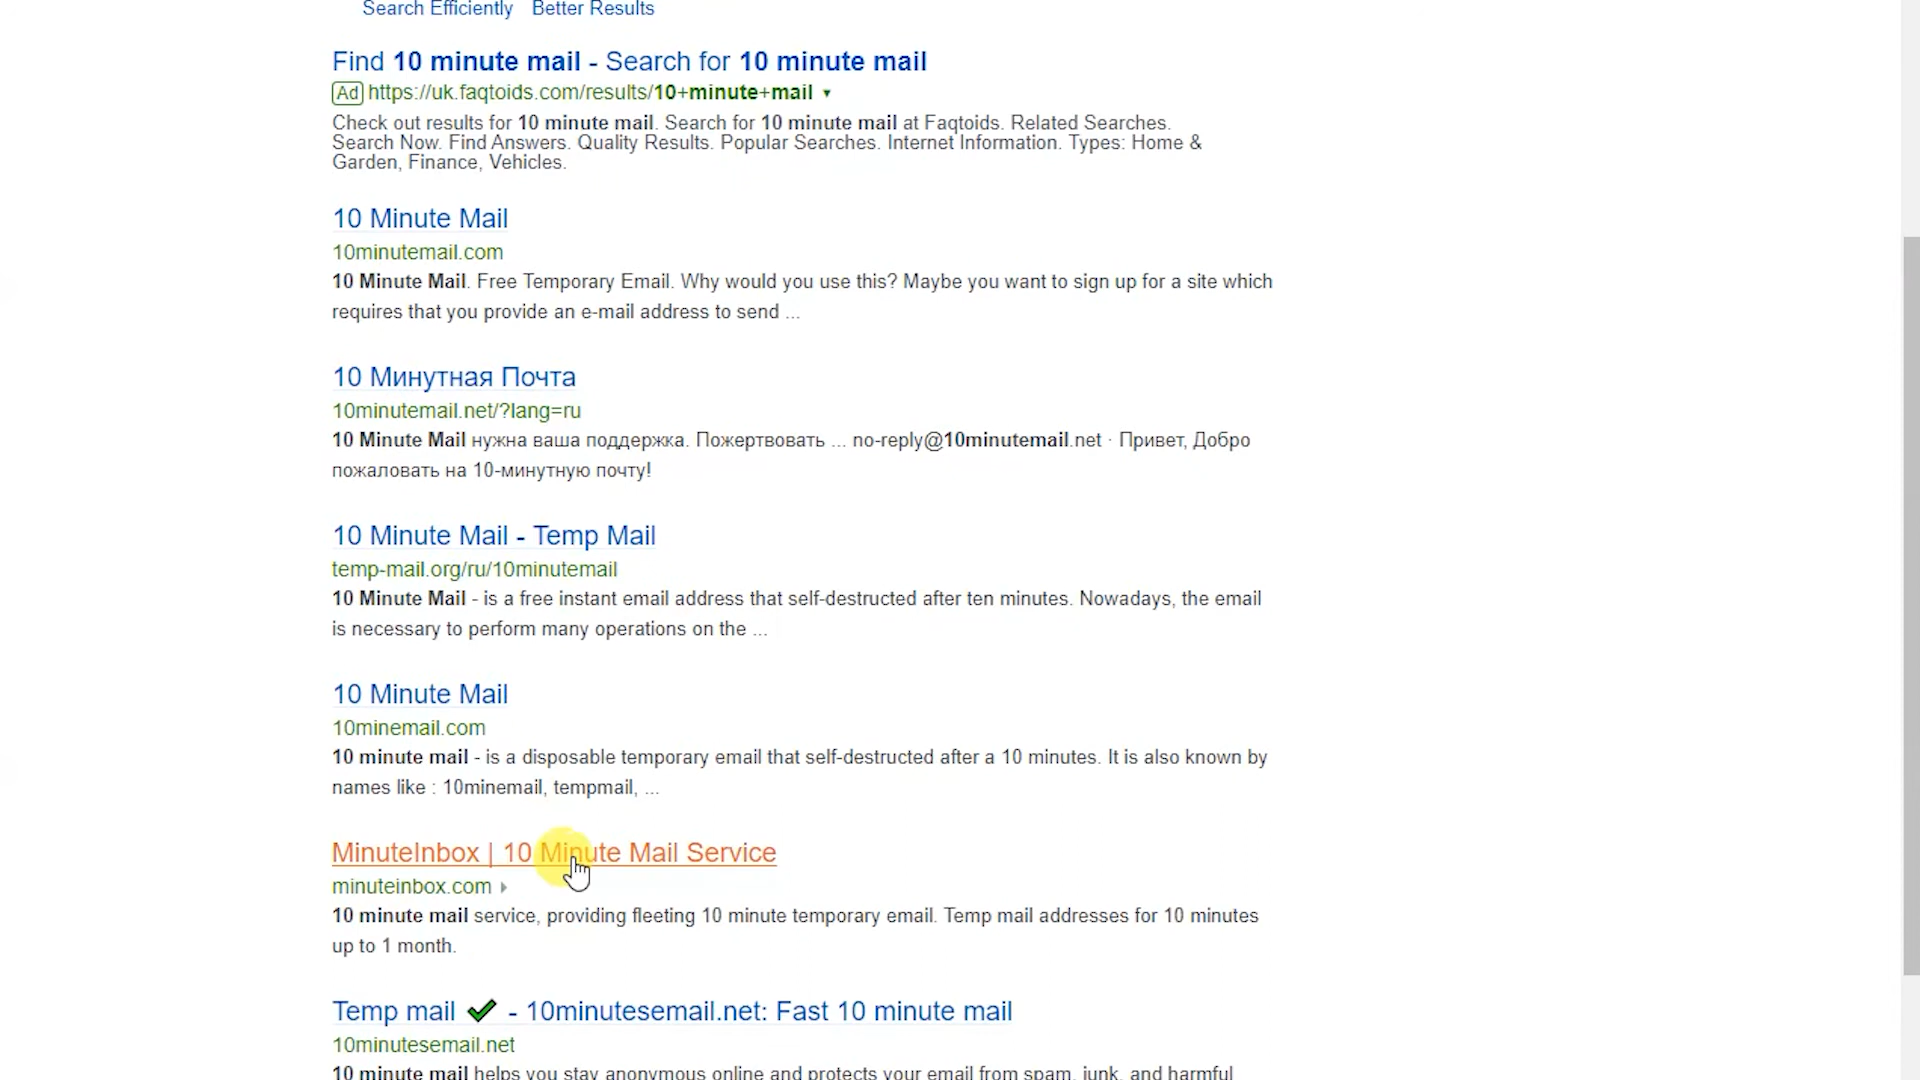 Search Efficiently Better Results
Find 10 minute mail - Search for 10 minute mail
Ad https://uk.faqtoids.com/results/10+minute+mail
Check out results for 10 minute mail. Search for 10 minute mail at Faqtoids. Related Searches.
Search Now. Find Answers. Quality Results. Popular Searches. Internet Information. Types: Home &
Garden, Finance, Vehicles.
10 Minute Mail
10minutemail.com
10 Minute Mail. Free Temporary Email. Why would you use this? Maybe you want to sign up for a site which
requires that you provide an e-mail address to send ...
10 Минутная Почта
10minutemail.net/?lang=ru
10 Minute Mail нужна ваша поддержка. Пожертвовать ... no-reply@10minutemail.net · Привет, Добро
пожаловать на 10-минутную почту!
10 Minute Mail - Temp Mail
temp-mail.org/ru/10minutemail
10 Minute Mail - is a free instant email address that self-destructed after ten minutes. Nowadays, the email
is necessary to perform many operations on the ...
10 Minute Mail
10minemail.com
10 minute mail - is a disposable temporary email that self-destructed after a 10 minutes. It is also known by
names like : 10minemail, tempmail, ...
MinuteInbox | 10 Minute Mail Service
minuteinbox.com
10 minute mail service, providing fleeting 10 minute temporary email. Temp mail addresses for 10 minutes
up to 1 month.
Temp mail ✔ - 10minutesemail.net: Fast 10 minute mail
10minutesemail.net
10 minute mail helps you stay anonymous online and protects your email from spam, junk, and harmful